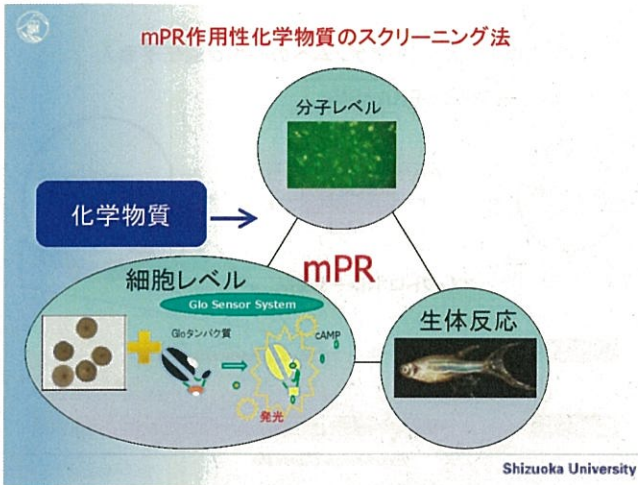 mPR作用性化学物質のスクリーニング法
分子レベル
化学物質
mPR
細胞レベル
Glo Sensor System
Gloタンパク質
cAMP
発光
生体反応
Shizuoka University